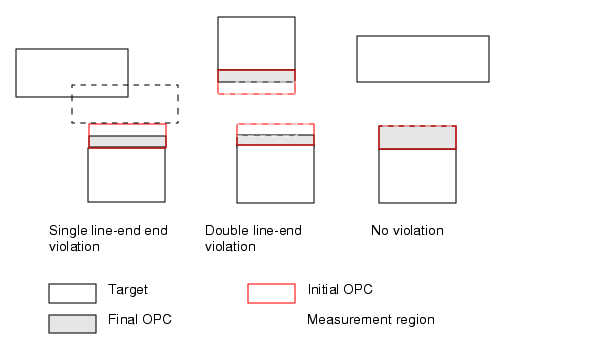 Single line-end end
violation
Double line-end
violation
No violation
Target
Initial OPC
Final OPC
Measurement region